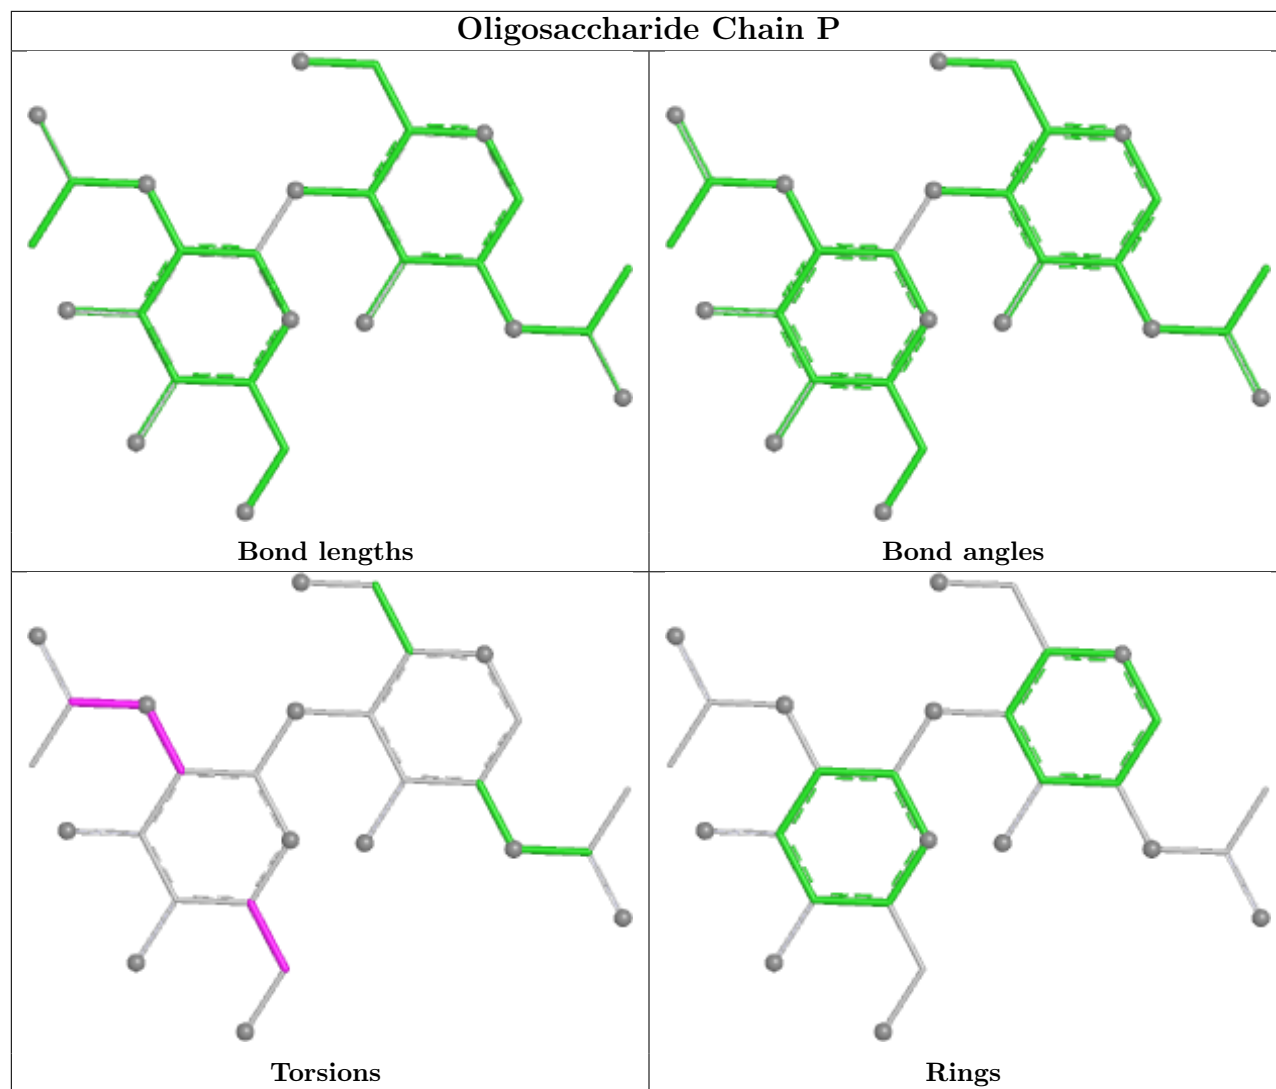 Oligosaccharide Chain P
Bond lengths
Bond angles
Torsions
Rings